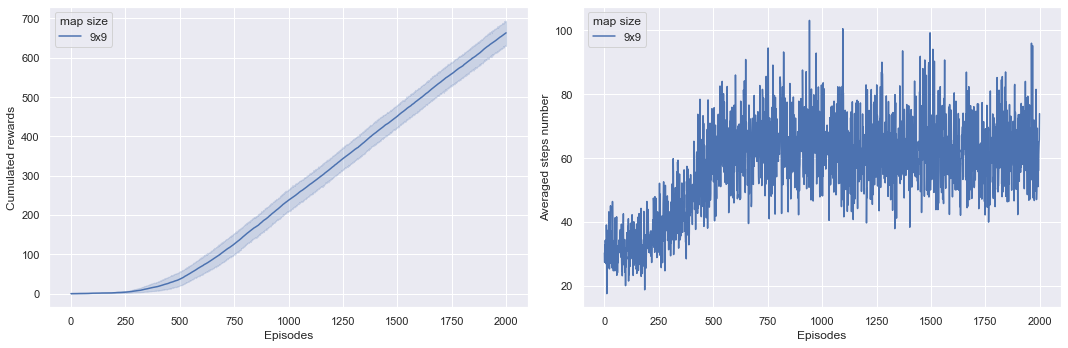 map size
9x9
700
600
500
400
300
200
100
0
Cumulated rewards
0 250 500 750 1000 1250 1500 1750 2000
Episodes
map size
9x9
100
80
60
40
20
Averaged steps number
0 250 500 750 1000 1250 1500 1750 2000
Episodes